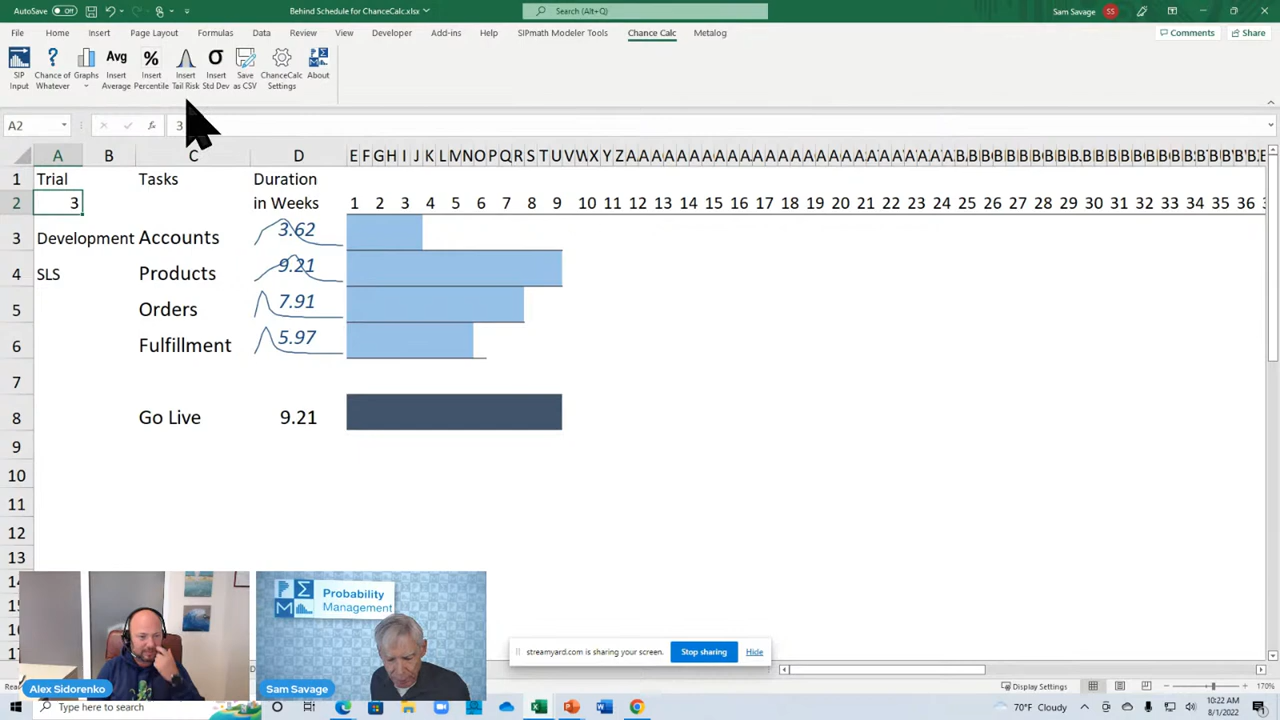 AutoSave Off Behind Schedule for ChanceCalc.xlsx Search (Alt+Q) Sam Savage SS
File Home Insert Draw Page Layout Formulas Data Review View Developer Add-ins Help SIPmath Modeler Tools Chance Calc Metalog Comments Share
SIP Input
Chance of Whatever
Graphs
Avg Insert Average
% Insert Percentile
Insert Tail Risk
σ Insert Std Dev
Save as CSV
ChanceCalc Settings
About
A2 fx 3
A B C D E F G H I J K L
1 Trial Tasks Duration
2 3 in Weeks 1 2 3 4 5 6 7 8 9 10 11 12 13 14 15 16 17 18 19 20 21 22 23 24 25 26 27 28 29 30 31 32 33 34 35 36
3 Development Accounts 3.62
4 SLS Products 9.21
5 Orders 7.91
6 Fulfillment 5.97
7
8 Go Live 9.21
9
10
11
12
13
Probability
Management
Alex Sidorenko
Sam Savage
streamyard.com is sharing your screen. Stop sharing Hide
Display Settings 170%
Type here to search 70°F Cloudy 10:22 AM
8/1/2022